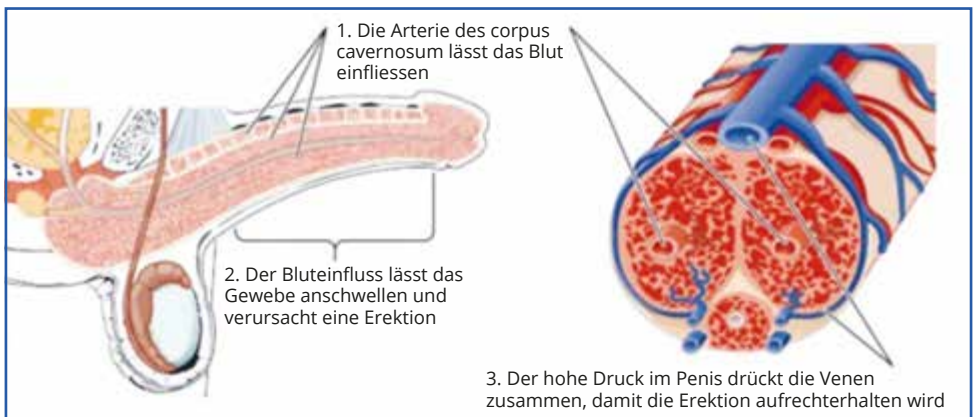 1. Die Arterie des corpus
cavernosum lässt das Blut
einfliessen
2. Der Bluteinfluss lässt das
Gewebe anschwellen und
verursacht eine Erektion
3. Der hohe Druck im Penis drückt die Venen
zusammen, damit die Erektion aufrechterhalten wird